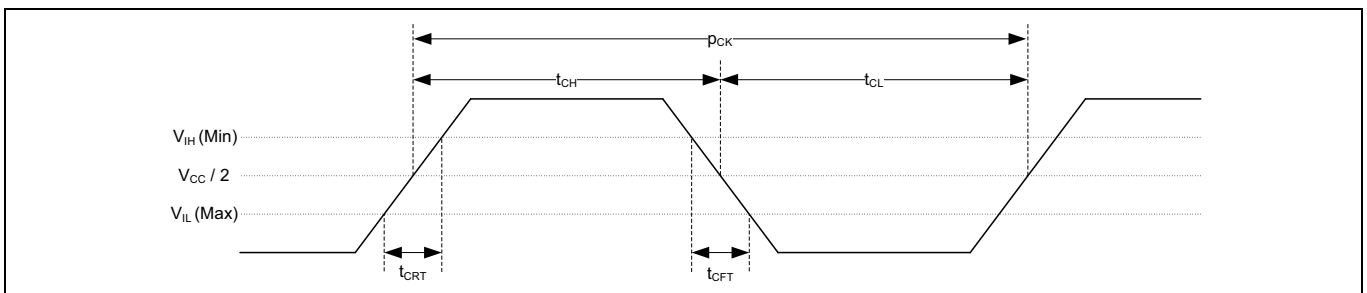 pCK
tCH
tCL
VIH (Min)
VCC / 2
VIL (Max)
tCRT
tCFT